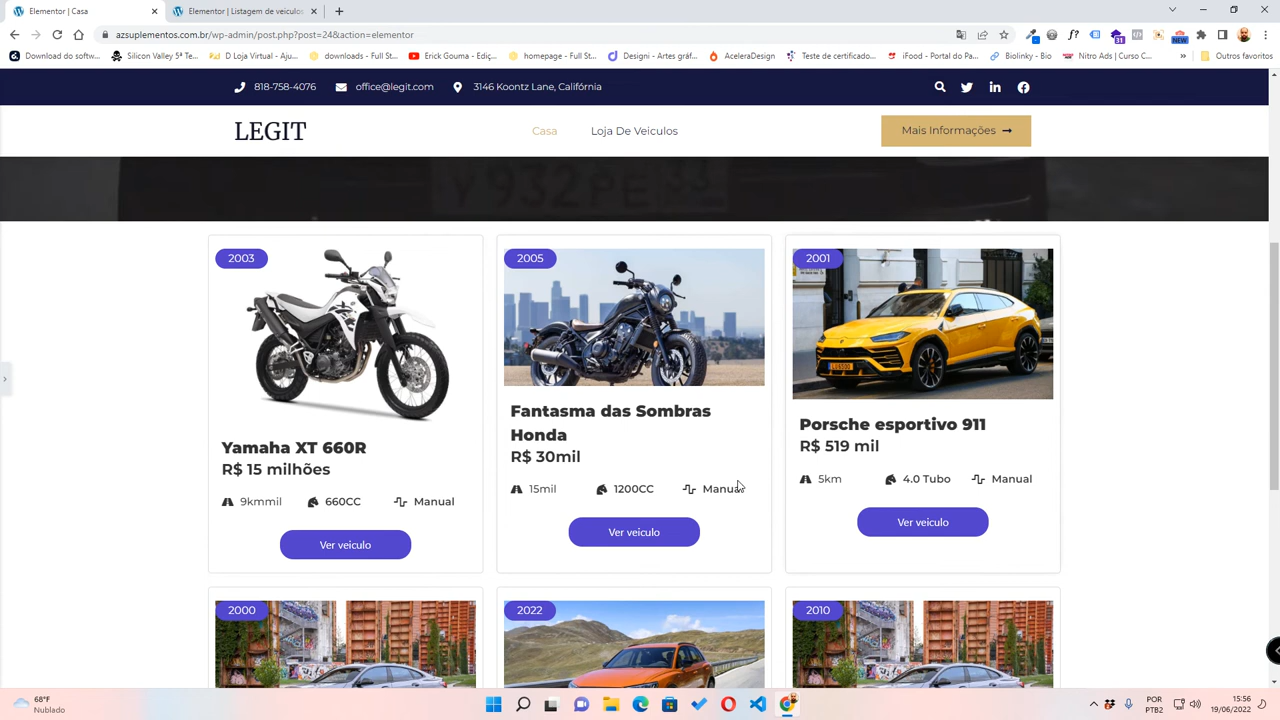 Elementor | Casa
Elementor | Listagem de veiculos
azsuplementos.com.br/wp-admin/post.php?post=24&action=elementor
Download do softw...
Silicon Valley 5ª Te...
D Loja Virtual - Aju...
downloads - Full St...
Erick Gouma - Ediç...
homepage - Full St...
Designi - Artes gráf...
AceleraDesign
Teste de certificado...
iFood - Portal do Pa...
Biolinky - Bio
Nitro Ads | Curso C...
Outros favoritos
818-758-4076
office@legit.com
3146 Koontz Lane, Califórnia
LEGIT
Casa
Loja De Veiculos
Mais Informações
2003
Yamaha XT 660R
R$ 15 milhões
9kmmil 660CC Manual
Ver veiculo
2005
Fantasma das Sombras
Honda
R$ 30mil
15mil 1200CC Manual
Ver veiculo
2001
Porsche esportivo 911
R$ 519 mil
5km 4.0 Tubo Manual
Ver veiculo
2000
2022
2010
68°F
Nublado
POR
PTB2
15:56
19/06/2022